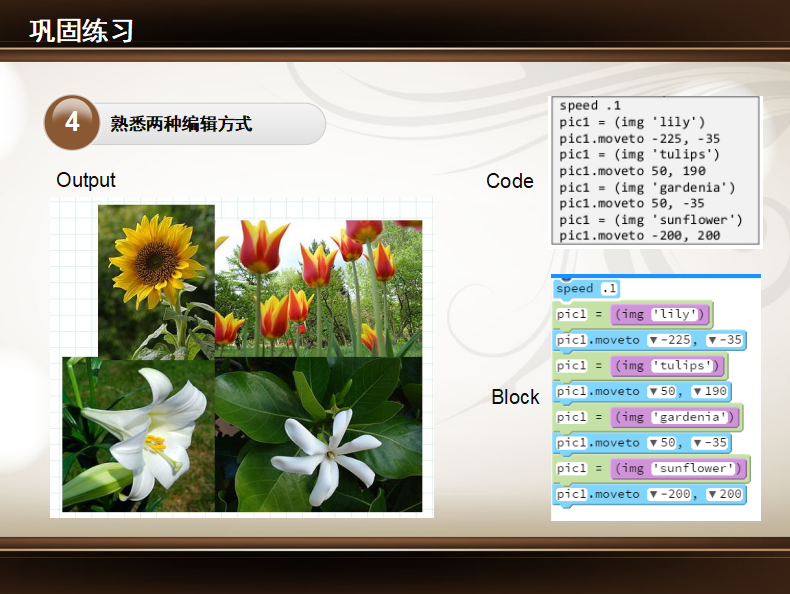 巩固练习
4
熟悉两种编辑方式
Output
Code
speed .1
pic1 = (img 'lily')
pic1.moveto -225, -35
pic1 = (img 'tulips')
pic1.moveto 50, 190
pic1 = (img 'gardenia')
pic1.moveto 50, -35
pic1 = (img 'sunflower')
pic1.moveto -200, 200
Block
speed .1
pic1 = (img 'lily')
pic1.moveto ▼-225, ▼-35
pic1 = (img 'tulips')
pic1.moveto ▼50, ▼190
pic1 = (img 'gardenia')
pic1.moveto ▼50, ▼-35
pic1 = (img 'sunflower')
pic1.moveto ▼-200, ▼200